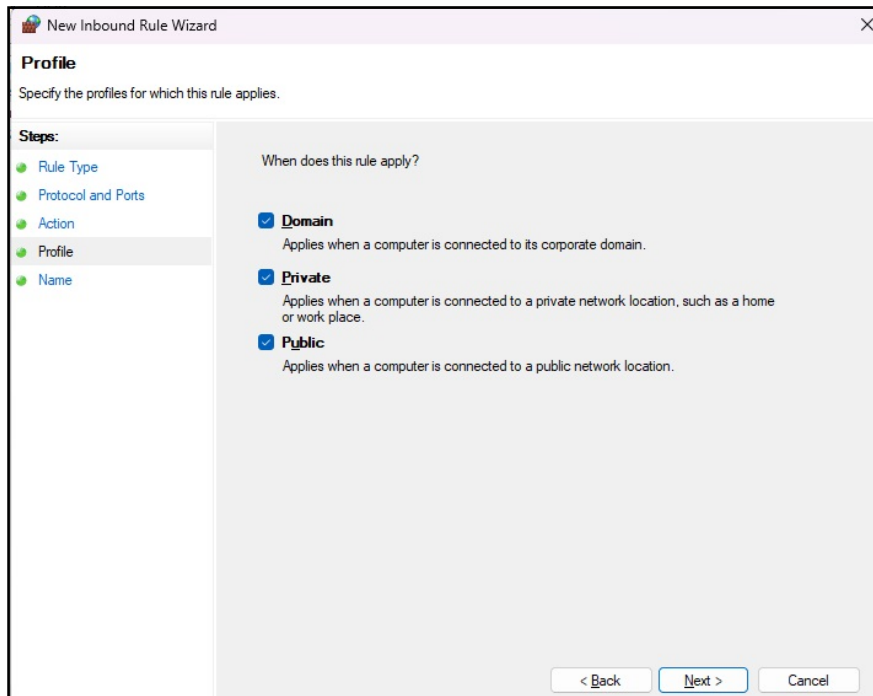 New Inbound Rule Wizard
Profile
Specify the profiles for which this rule applies.
Steps:
Rule Type
Protocol and Ports
Action
Profile
Name
When does this rule apply?
Domain
Applies when a computer is connected to its corporate domain.
Private
Applies when a computer is connected to a private network location, such as a home
or work place.
Public
Applies when a computer is connected to a public network location.
< Back
Next >
Cancel